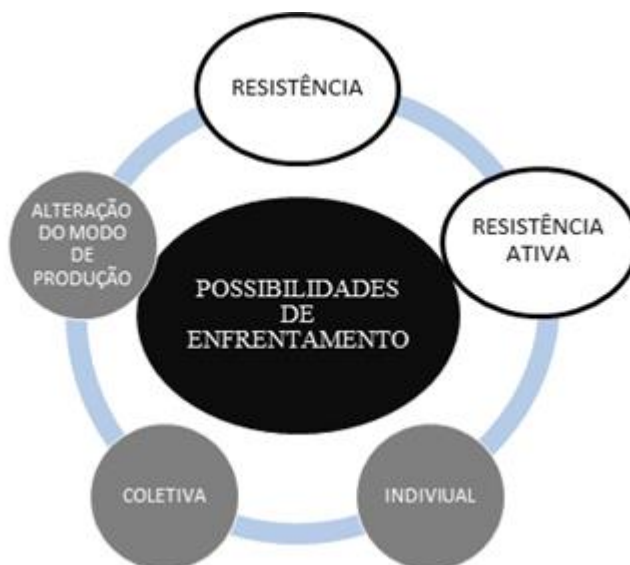 RESISTÊNCIA
RESISTÊNCIA
ATIVA
ALTERAÇÃO
DO MODO
DE
PRODUÇÃO
POSSIBILIDADES
DE
ENFRENTAMENTO
COLETIVA
INDIVIUAL